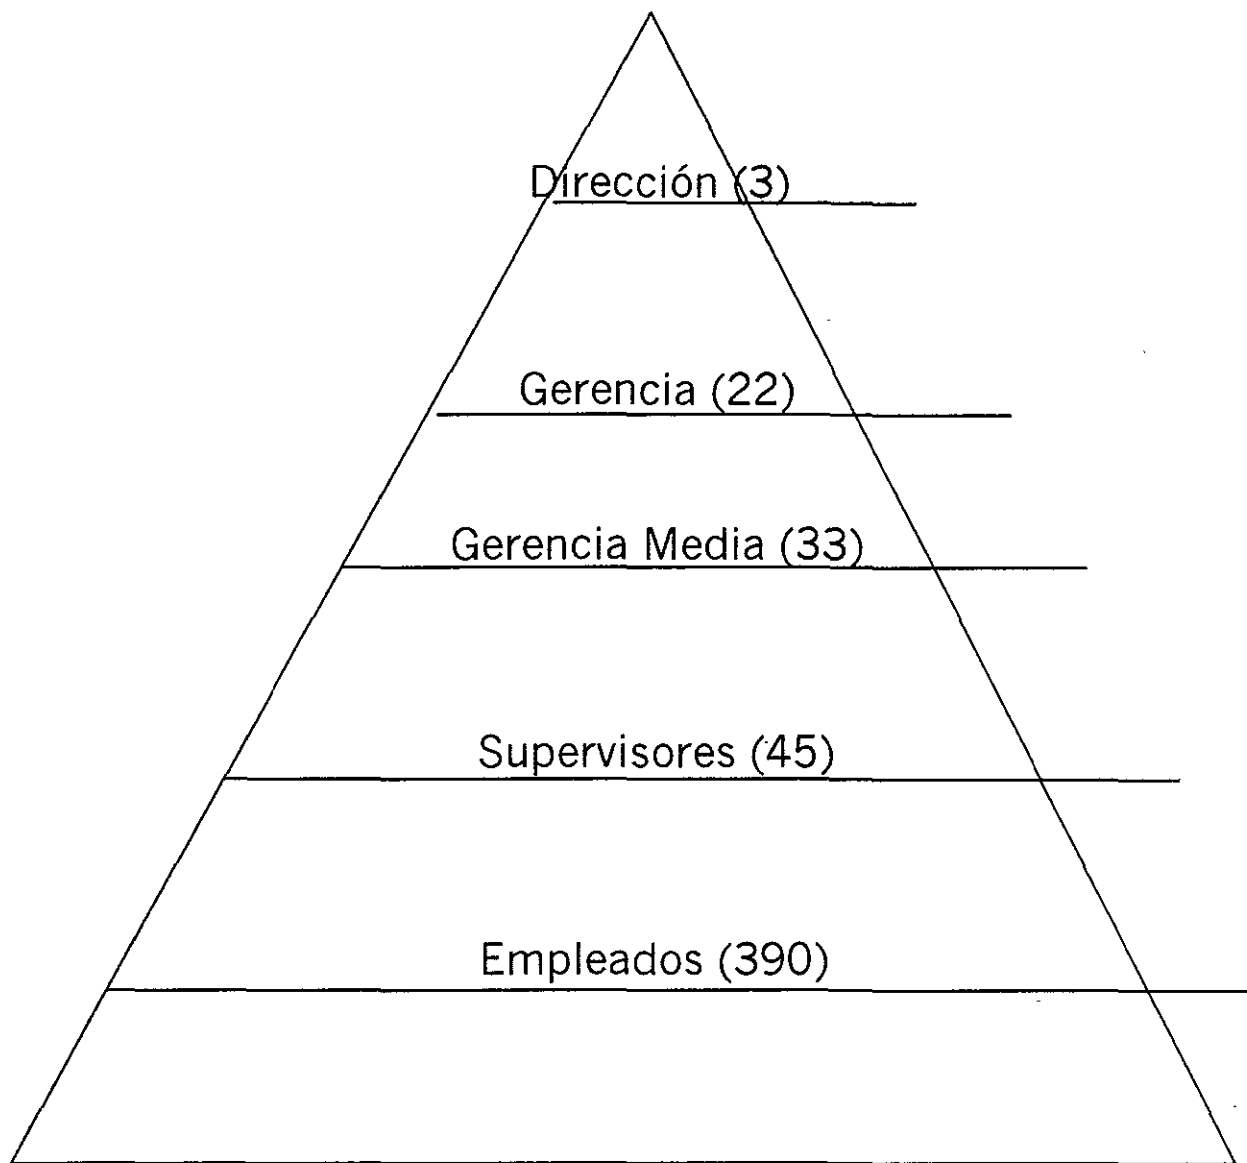 Dirección (3)
Gerencia (22)
Gerencia Media (33)
Supervisores (45)
Empleados (390)